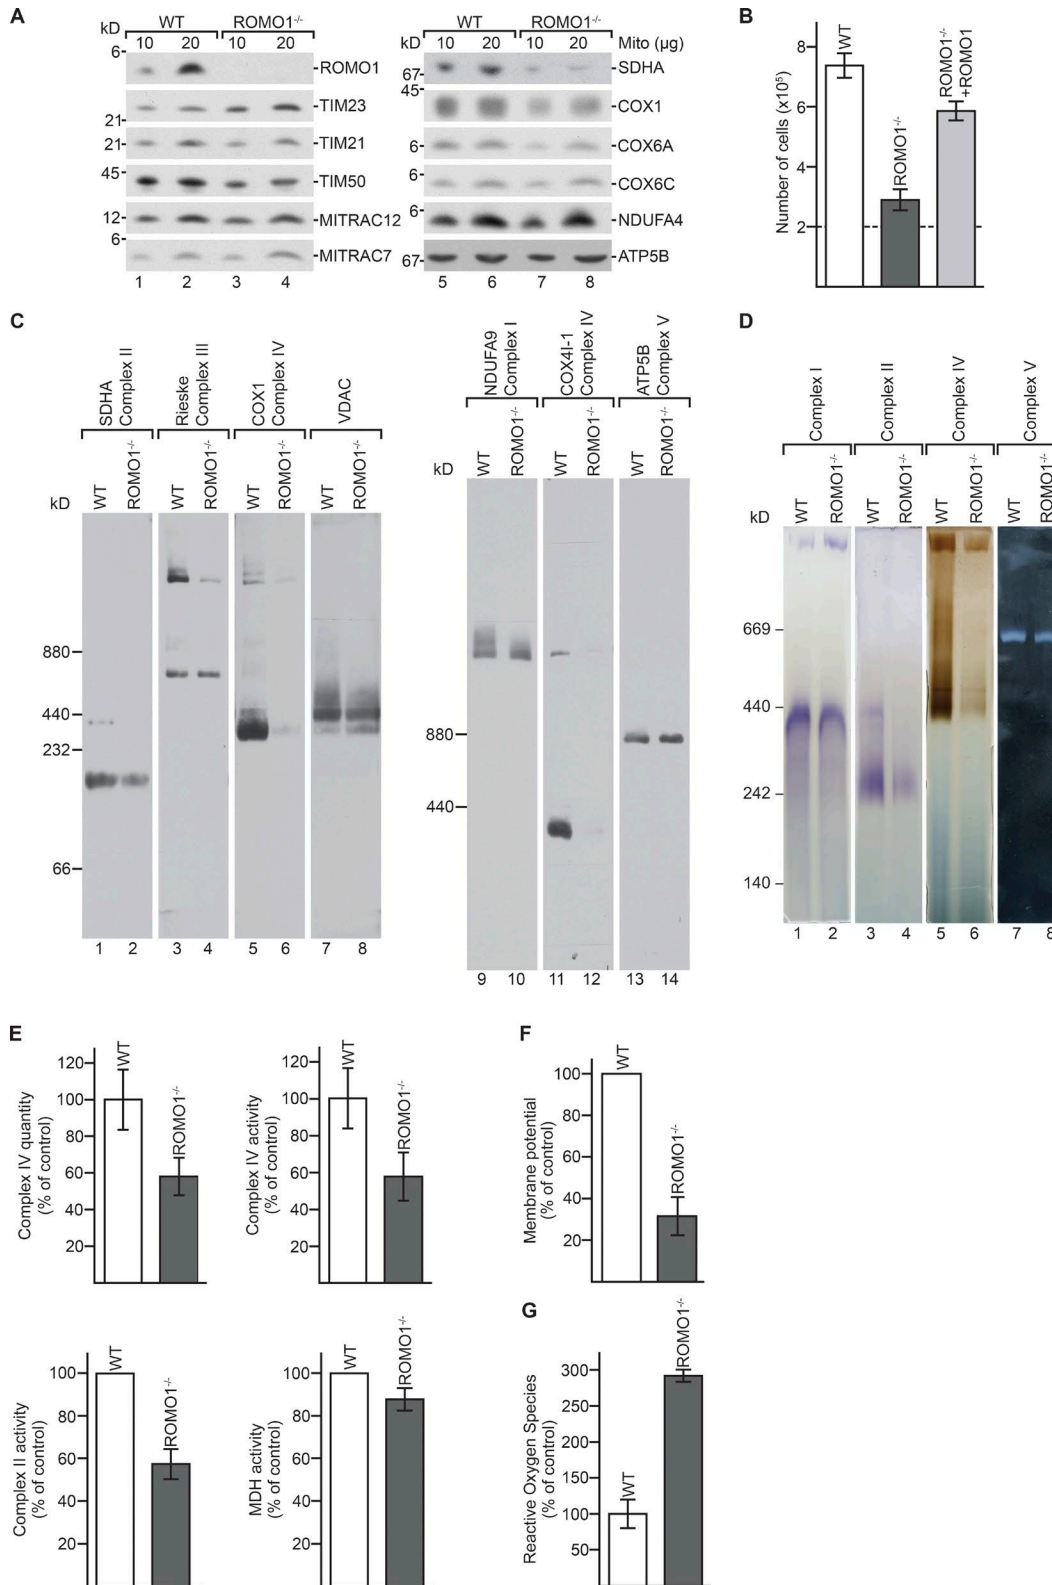 A
kD
WT
ROMO1-/-
10 20 10 20
6
ROMO1
TIM23
21
21
TIM21
45
TIM50
12
MITRAC12
6
MITRAC7
1 2 3 4
WT
ROMO1-/-
kD 10 20 10 20 Mito (µg)
67
SDHA
45
COX1
6
COX6A
6
COX6C
6
NDUFA4
67
ATP5B
5 6 7 8
B
Number of cells (x10⁵)
8
6
4
2
WT
ROMO1-/-
ROMO1-/-
+ROMO1
C
SDHA
Complex II
Rieske
Complex III
COX1
Complex IV
VDAC
kD
WT
ROMO1-/-
WT
ROMO1-/-
WT
ROMO1-/-
WT
ROMO1-/-
880
440
232
66
1 2 3 4 5 6 7 8
NDUFA9
Complex I
COX4I-1
Complex IV
ATP5B
Complex V
kD
WT
ROMO1-/-
WT
ROMO1-/-
WT
ROMO1-/-
880
440
9 10 11 12 13 14
D
Complex I
Complex II
Complex IV
Complex V
kD
WT
ROMO1-/-
WT
ROMO1-/-
WT
ROMO1-/-
WT
ROMO1-/-
669
440
242
140
1 2 3 4 5 6 7 8
E
Complex IV quantity
(% of control)
120
100
80
60
40
20
WT
ROMO1-/-
Complex IV activity
(% of control)
120
100
80
60
40
20
WT
ROMO1-/-
Complex II activity
(% of control)
100
80
60
40
20
WT
ROMO1-/-
MDH activity
(% of control)
100
80
60
40
20
WT
ROMO1-/-
F
Membrane potential
(% of control)
100
80
60
40
20
WT
ROMO1-/-
G
Reactive Oxygen Species
(% of control)
300
250
200
150
100
50
WT
ROMO1-/-